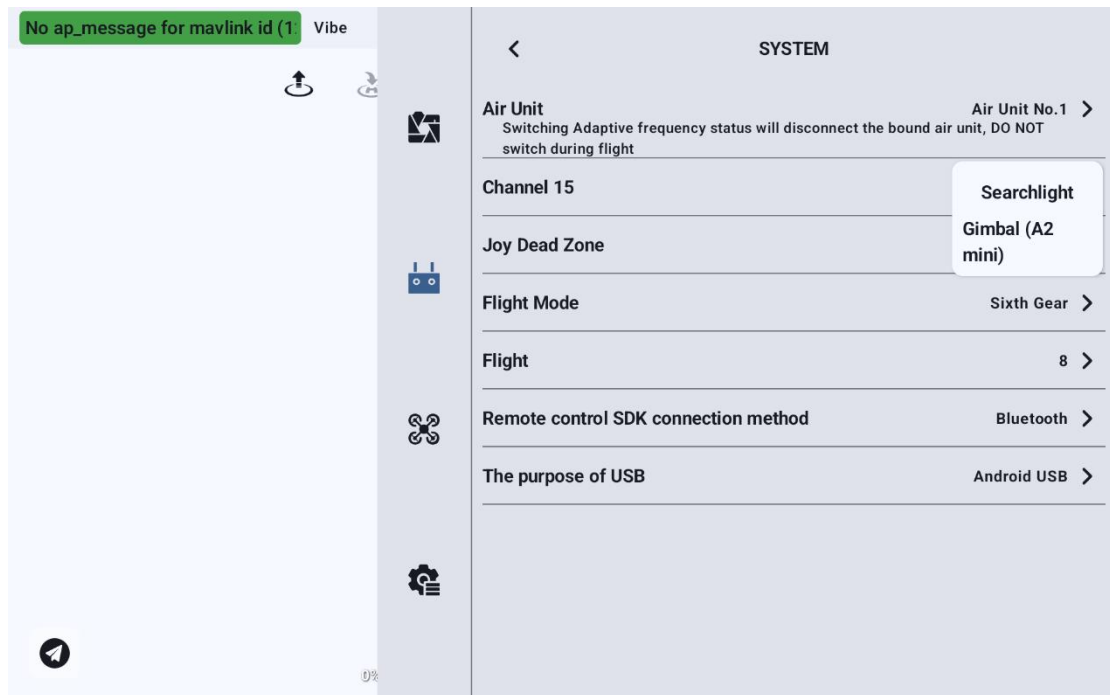 No ap_message for mavlink id (1
Vibe
SYSTEM
Air Unit
Air Unit No.1
Switching Adaptive frequency status will disconnect the bound air unit, DO NOT
switch during flight
Channel 15
Searchlight
Gimbal (A2
mini)
Joy Dead Zone
Flight Mode
Sixth Gear
Flight
8
Remote control SDK connection method
Bluetooth
The purpose of USB
Android USB
0%